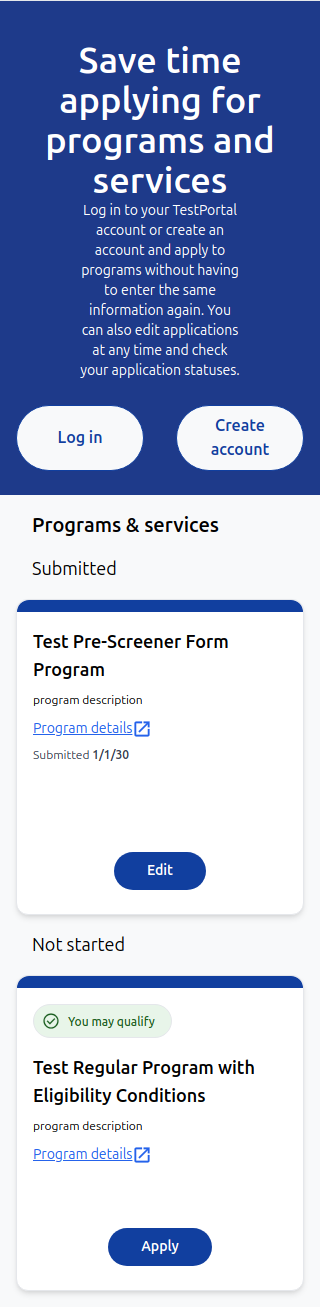 Save time
applying for
programs and
services
Log in to your TestPortal
account or create an
account and apply to
programs without having
to enter the same
information again. You
can also edit applications
at any time and check
your application statuses.
Log in
Create
account
Programs & services
Submitted
Test Pre-Screener Form
Program
program description
Program details
Submitted 1/1/30
Edit
Not started
You may qualify
Test Regular Program with
Eligibility Conditions
program description
Program details
Apply